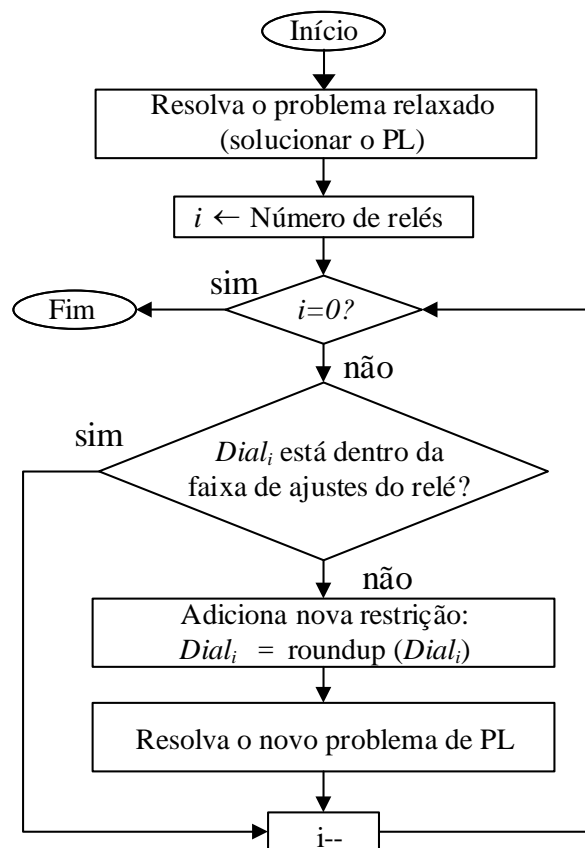 Início
Resolva o problema relaxado
(solucionar o PL)
i ← Número de relés
sim
Fim
i=0?
não
sim
Dial_i está dentro da
faixa de ajustes do relé?
não
Adiciona nova restrição:
Dial_i = roundup (Dial_i)
Resolva o novo problema de PL
i--